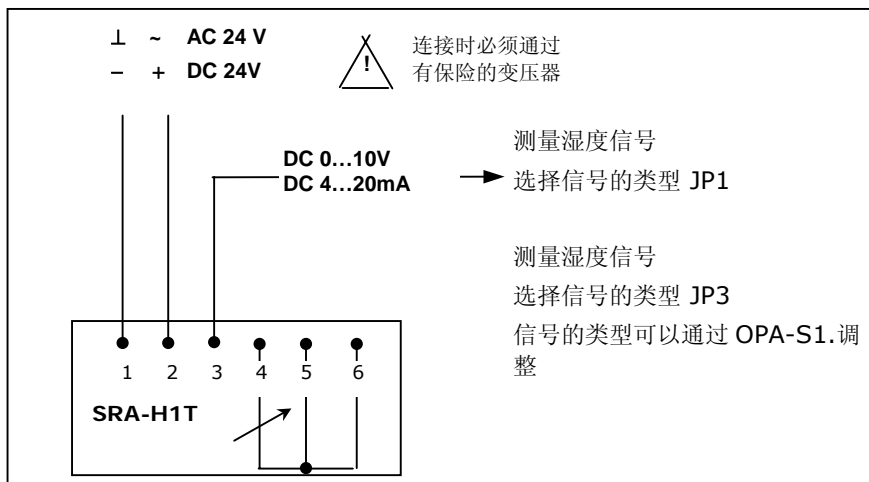 ⊥ ~ AC 24 V
– + DC 24V
!
连接时必须通过
有保险的变压器
DC 0...10V
DC 4...20mA
测量湿度信号
选择信号的类型 JP1
测量湿度信号
选择信号的类型 JP3
信号的类型可以通过 OPA-S1.调
整
1 2 3 4 5 6
SRA-H1T